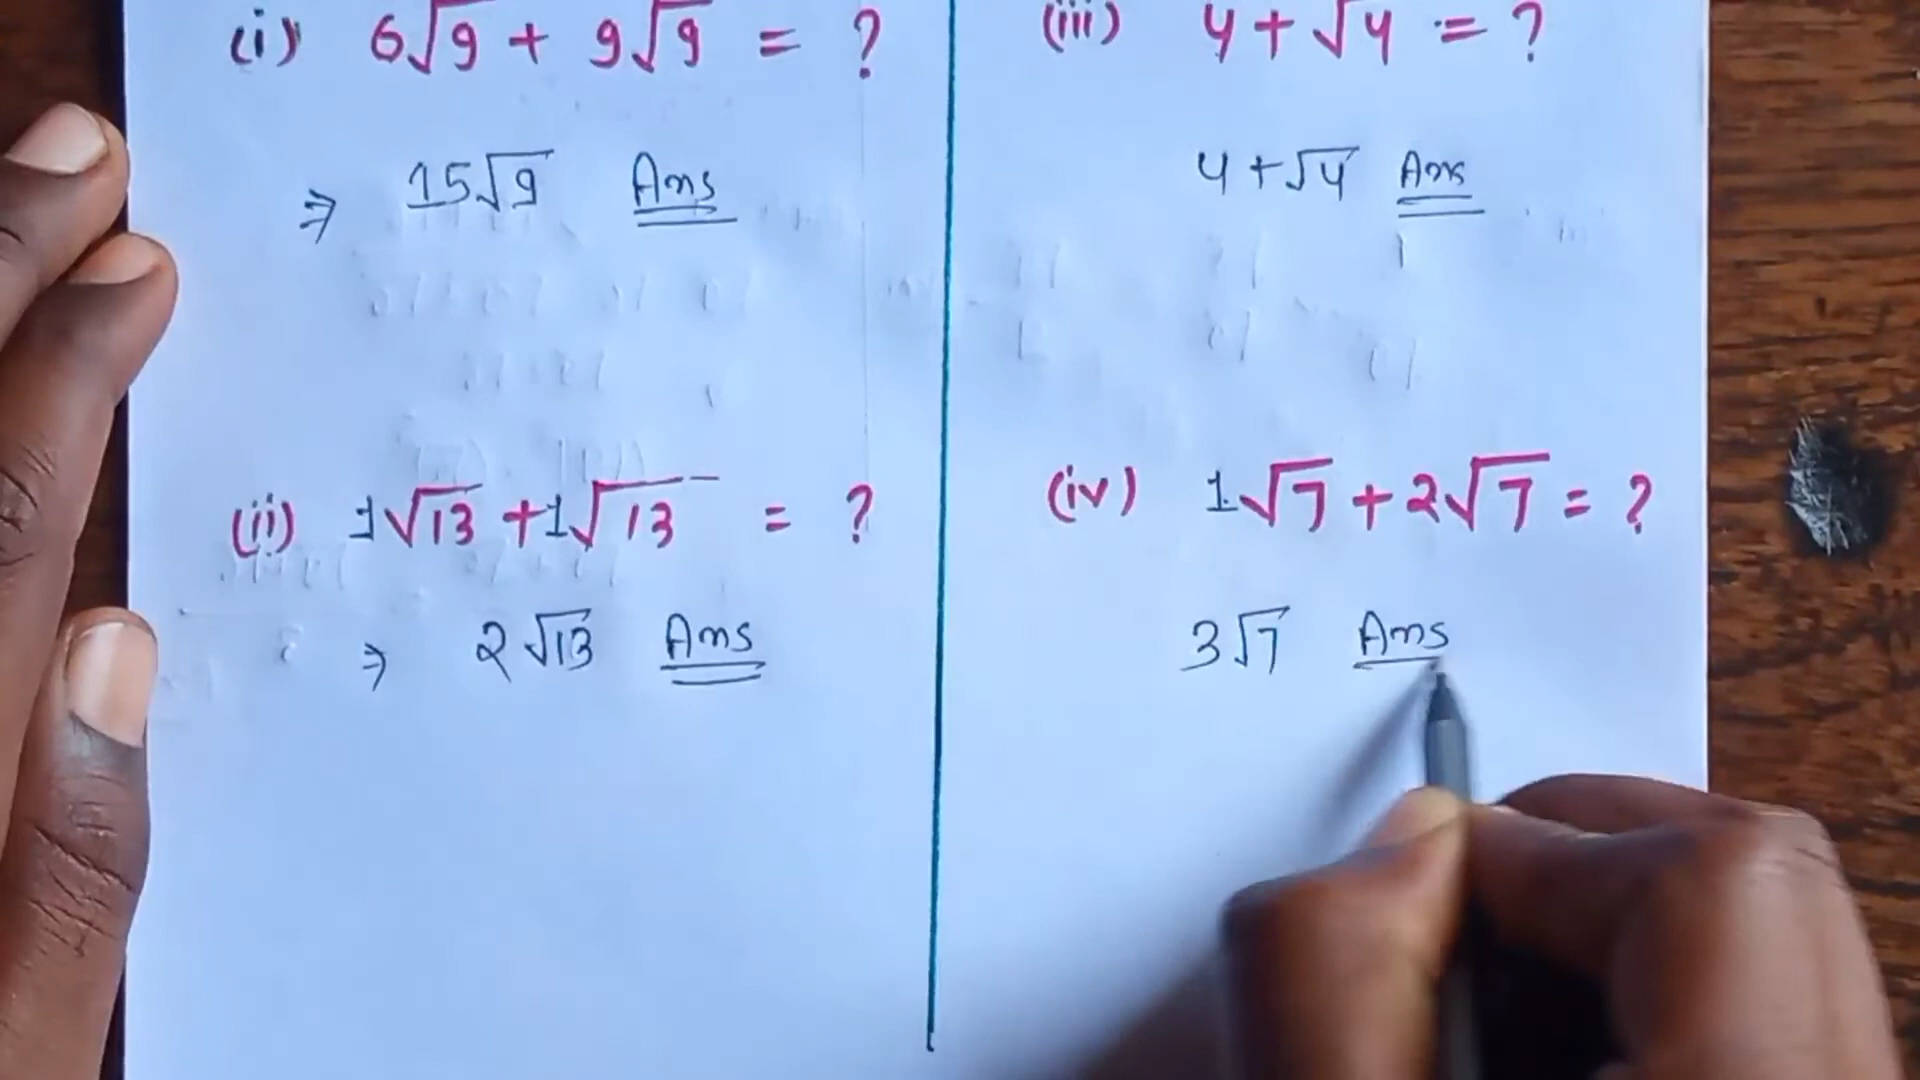 (i) 6√9 + 9√9 = ?
⇒ 15√9 Ans
(ii) 1√13 + 1√13 = ?
⇒ 2√13 Ans
(iii) 4 + √4 = ?
4 + √4 Ans
(iv) 1√7 + 2√7 = ?
3√7 Ans